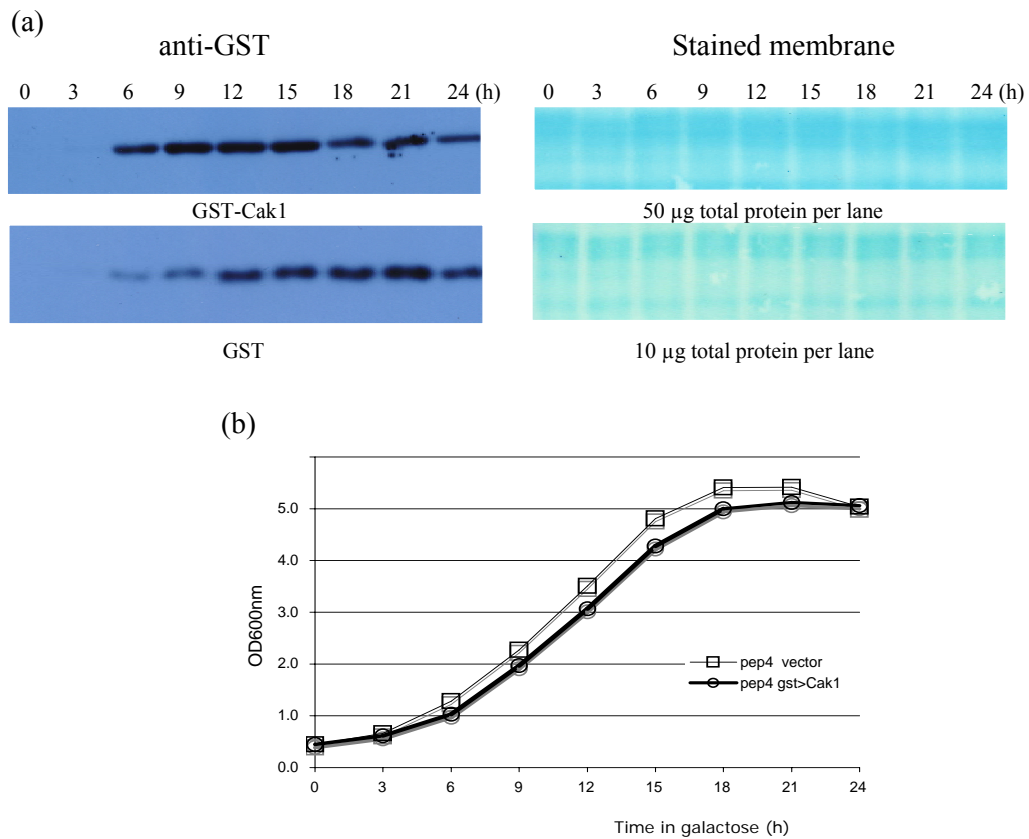 (a)
anti-GST
Stained membrane
0 3 6 9 12 15 18 21 24 (h)
0 3 6 9 12 15 18 21 24 (h)
GST-Cak1
50 µg total protein per lane
GST
10 µg total protein per lane
(b)
OD600nm
5.0
4.0
3.0
2.0
1.0
0.0
pep4 vector
pep4 gst>Cak1
0 3 6 9 12 15 18 21 24
Time in galactose (h)